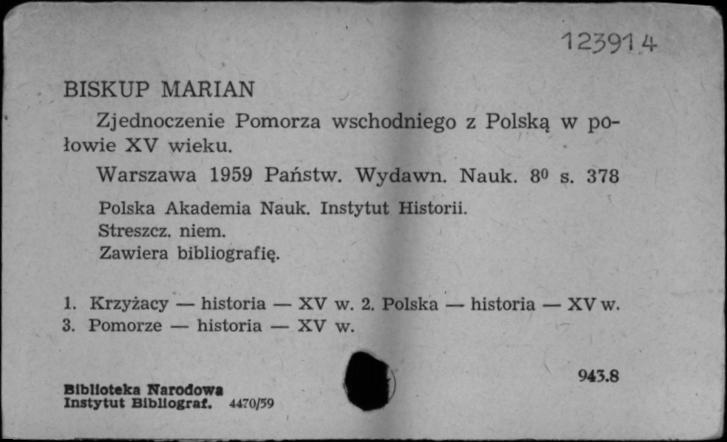 123914
BISKUP MARIAN
Zjednoczenie Pomorza wschodniego z Polską w po-
łowie XV wieku.
Warszawa 1959 Państw. Wydawn. Nauk. 8⁰ s. 378
Polska Akademia Nauk. Instytut Historii.
Streszcz. niem.
Zawiera bibliografię.
1. Krzyżacy — historia — XV w. 2. Polska — historia — XV w.
3. Pomorze — historia — XV w.
943.8
Biblioteka Narodowa
Instytut Bibliograf. 4470/59